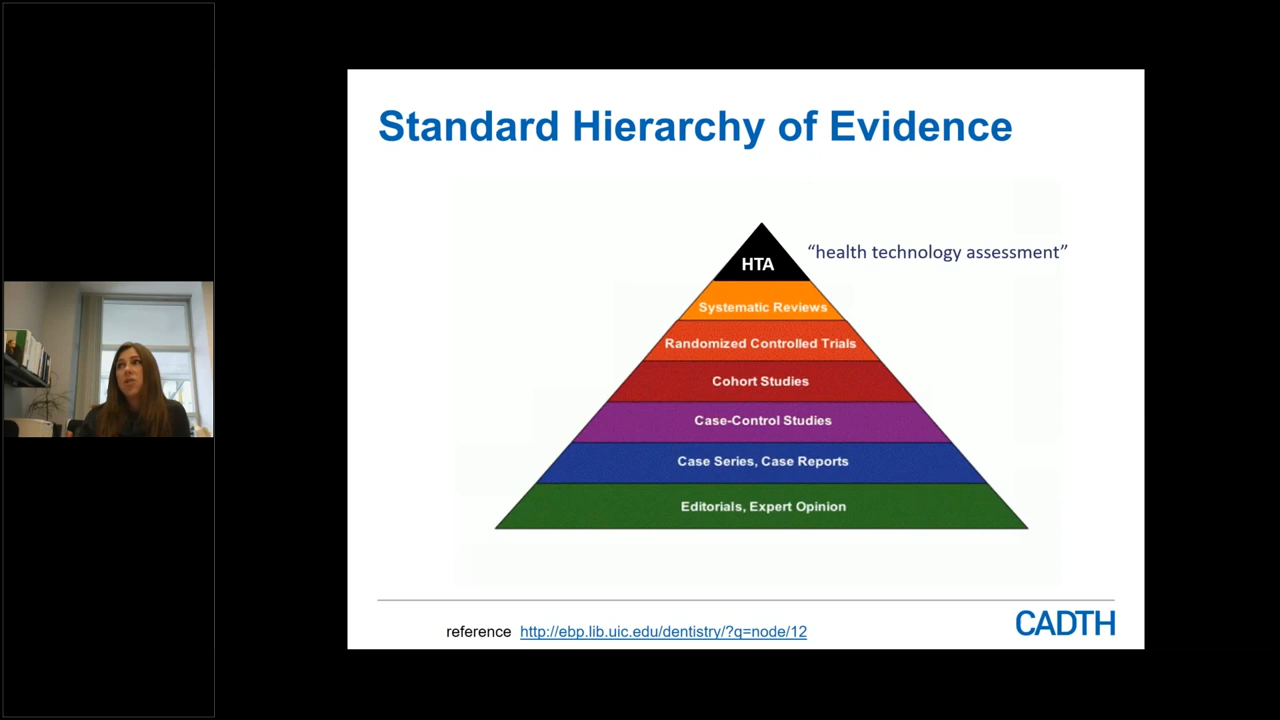 Standard Hierarchy of Evidence
HTA
“health technology assessment”
Systematic Reviews
Randomized Controlled Trials
Cohort Studies
Case-Control Studies
Case Series, Case Reports
Editorials, Expert Opinion
reference http://ebp.lib.uic.edu/dentistry/?q=node/12
CADTH